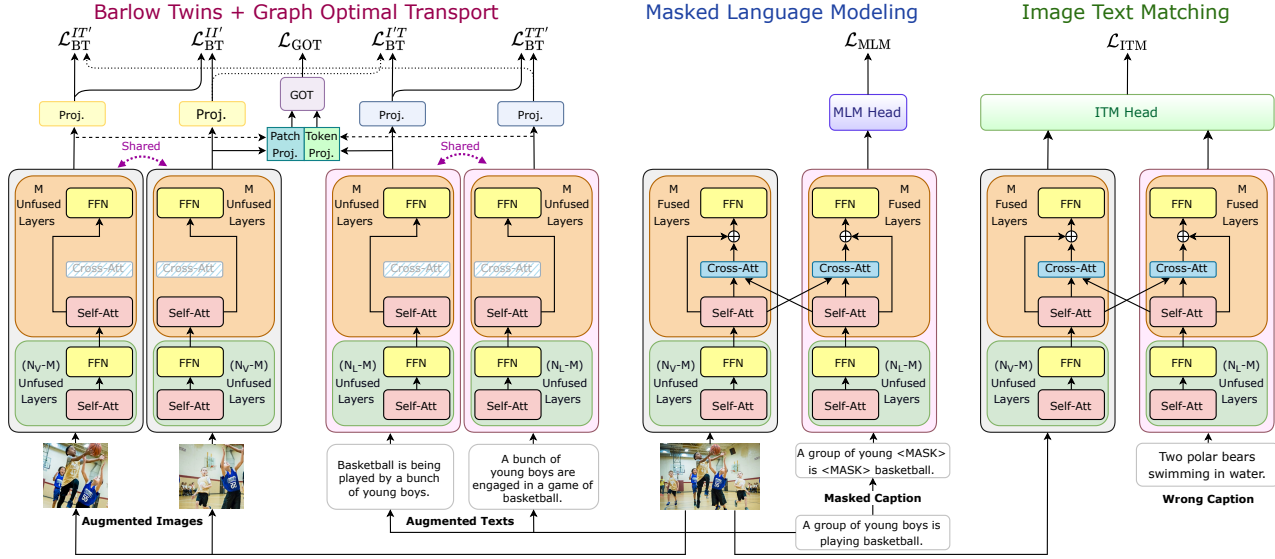 Barlow Twins + Graph Optimal Transport
Masked Language Modeling
Image Text Matching
ℒ_BT^{IT'}
ℒ_BT^{II'}
ℒ_GOT
ℒ_BT^{I'T}
ℒ_BT^{TT'}
ℒ_MLM
ℒ_ITM
GOT
Proj.
Proj.
Patch
Proj.
Token
Proj.
Proj.
Proj.
MLM Head
ITM Head
Shared
Shared
M
Unfused
Layers
FFN
Cross-Att
Self-Att
(N_V-M)
Unfused
Layers
FFN
Self-Att
M
Unfused
Layers
FFN
Cross-Att
Self-Att
(N_V-M)
Unfused
Layers
FFN
Self-Att
M
Unfused
Layers
FFN
Cross-Att
Self-Att
(N_L-M)
Unfused
Layers
FFN
Self-Att
M
Unfused
Layers
FFN
Cross-Att
Self-Att
(N_L-M)
Unfused
Layers
FFN
Self-Att
M
Fused
Layers
FFN
Cross-Att
Self-Att
(N_V-M)
Unfused
Layers
FFN
Self-Att
M
Fused
Layers
FFN
Cross-Att
Self-Att
(N_L-M)
Unfused
Layers
FFN
Self-Att
M
Fused
Layers
FFN
Cross-Att
Self-Att
(N_V-M)
Unfused
Layers
FFN
Self-Att
M
Fused
Layers
FFN
Cross-Att
Self-Att
(N_L-M)
Unfused
Layers
FFN
Self-Att
Augmented Images
Basketball is being
played by a bunch
of young boys.
A bunch of
young boys are
engaged in a game of
basketball.
Augmented Texts
A group of young <MASK>
is <MASK> basketball.
Masked Caption
A group of young boys is
playing basketball.
Two polar bears
swimming in water.
Wrong Caption